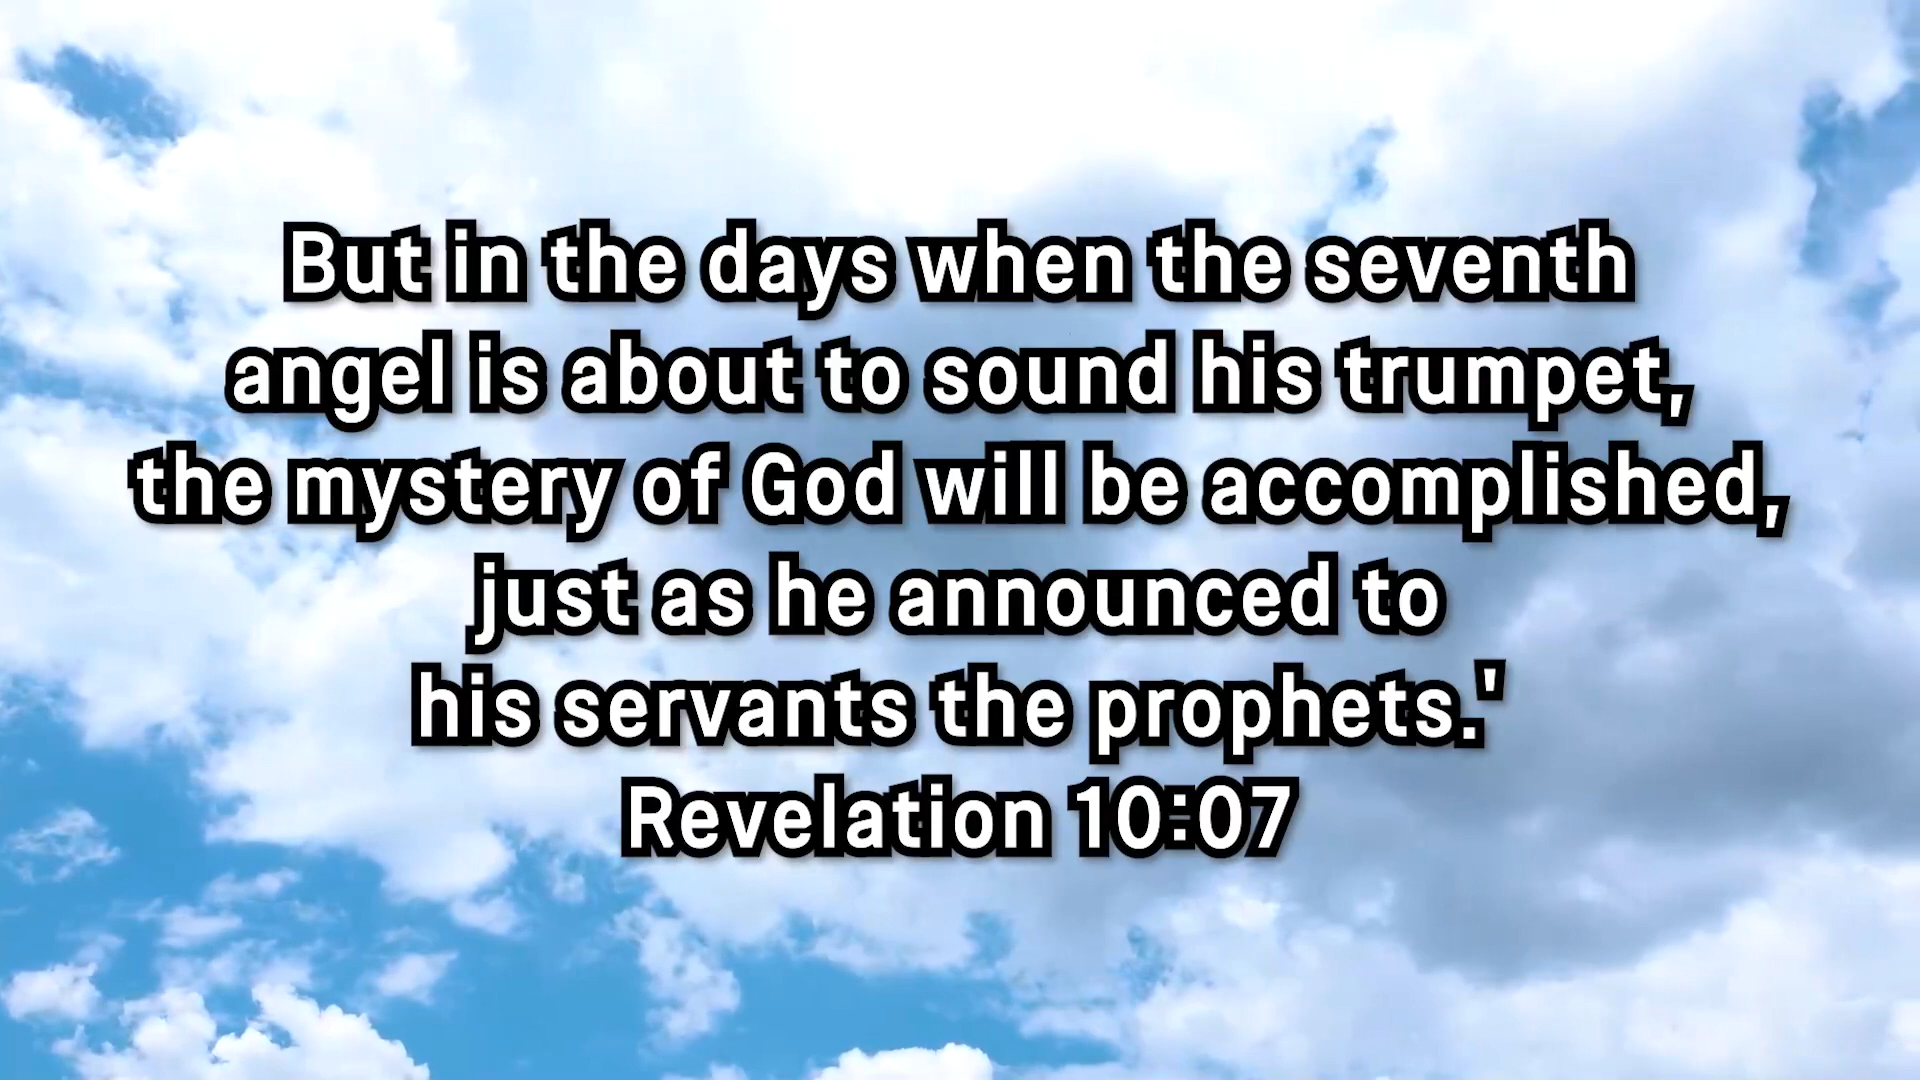 But in the days when the seventh
angel is about to sound his trumpet,
the mystery of God will be accomplished,
just as he announced to
his servants the prophets.'
Revelation 10:07